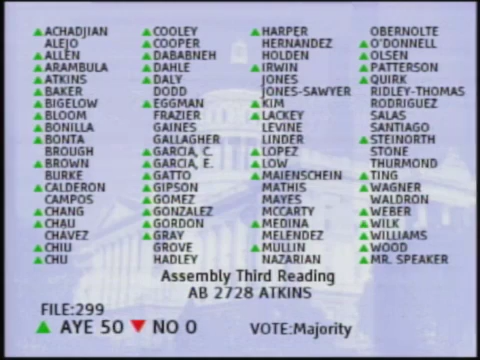 ▲ACHADJIAN ▲COOLEY ▲HARPER OBERNOLTE
ALEJO ▲COOPER HERNANDEZ ▲O'DONNELL
▲ALLEN ▲DABABNEH HOLDEN ▲OLSEN
▲ARAMBULA ▲DAHLE ▲IRWIN ▲PATTERSON
▲ATKINS ▲DALY JONES ▲QUIRK
▲BAKER DODD JONES-SAWYER RIDLEY-THOMAS
▲BIGELOW ▲EGGMAN ▲KIM RODRIGUEZ
▲BLOOM FRAZIER ▲LACKEY SALAS
▲BONILLA GAINES LEVINE SANTIAGO
▲BONTA GALLAGHER LINDER ▲STEINORTH
BROUGH ▲GARCIA, C. LOPEZ STONE
▲BROWN ▲GARCIA, E. ▲LOW THURMOND
BURKE ▲GATTO ▲MAIENSCHEIN ▲TING
▲CALDERON ▲GIPSON MATHIS ▲WAGNER
CAMPOS ▲GOMEZ MAYES WALDRON
▲CHANG ▲GONZALEZ MCCARTY ▲WEBER
▲CHAU ▲GORDON ▲MEDINA ▲WILK
CHÁVEZ ▲GRAY MELENDEZ ▲WILLIAMS
▲CHIU GROVE ▲MULLIN ▲WOOD
▲CHU HADLEY NAZARIAN ▲MR. SPEAKER
Assembly Third Reading
AB 2728 ATKINS
FILE:299
▲ AYE 50 ▼ NO 0 VOTE:Majority